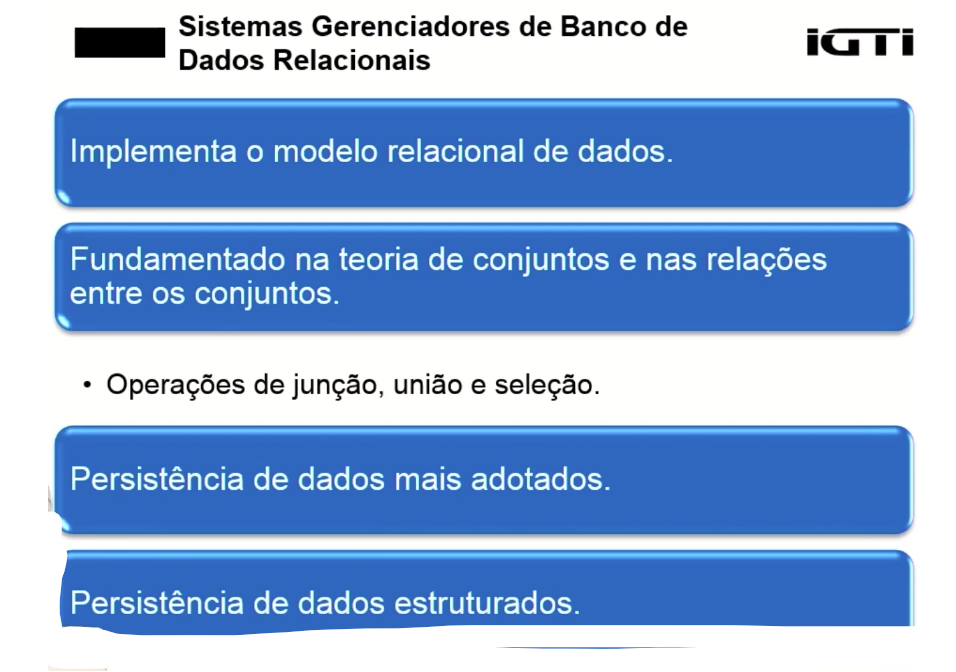 Sistemas Gerenciadores de Banco de
Dados Relacionais
iGTi
Implementa o modelo relacional de dados.
Fundamentado na teoria de conjuntos e nas relações
entre os conjuntos.
• Operações de junção, união e seleção.
Persistência de dados mais adotados.
Persistência de dados estruturados.